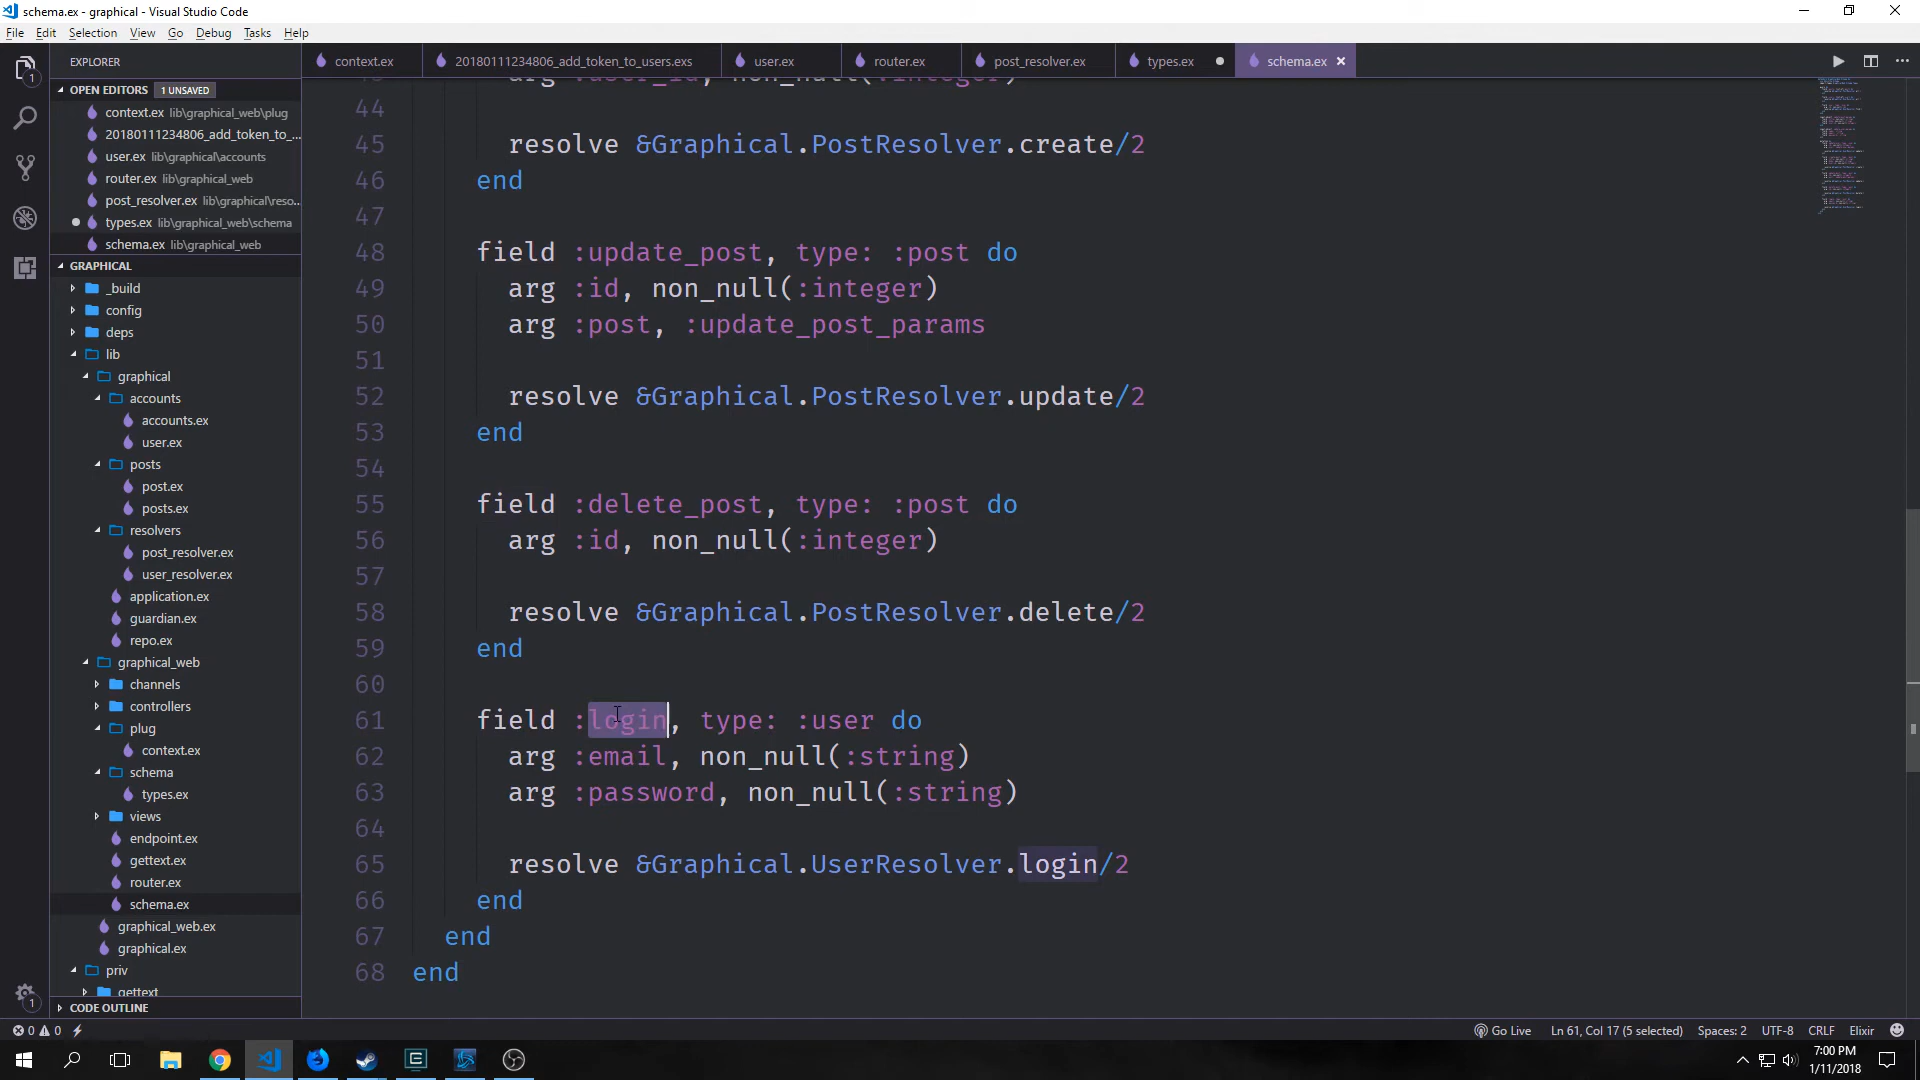 schema.ex - graphical - Visual Studio Code
File Edit Selection View Go Debug Tasks Help
EXPLORER
context.ex 20180111234806_add_token_to_users.exs user.ex router.ex post_resolver.ex types.ex schema.ex
OPEN EDITORS 1 UNSAVED
context.ex lib\graphical_web\plug
20180111234806_add_token_to_...
user.ex lib\graphical\accounts
router.ex lib\graphical_web
post_resolver.ex lib\graphical\reso...
types.ex lib\graphical_web\schema
schema.ex lib\graphical_web
GRAPHICAL
_build
config
deps
lib
graphical
accounts
accounts.ex
user.ex
posts
post.ex
posts.ex
resolvers
post_resolver.ex
user_resolver.ex
application.ex
guardian.ex
repo.ex
graphical_web
channels
controllers
plug
context.ex
schema
types.ex
views
endpoint.ex
gettext.ex
router.ex
schema.ex
graphical_web.ex
graphical.ex
priv
gettext
CODE OUTLINE
43 arg :user_id, non_null(:integer)
44
45 resolve &Graphical.PostResolver.create/2
46 end
47
48 field :update_post, type: :post do
49 arg :id, non_null(:integer)
50 arg :post, :update_post_params
51
52 resolve &Graphical.PostResolver.update/2
53 end
54
55 field :delete_post, type: :post do
56 arg :id, non_null(:integer)
57
58 resolve &Graphical.PostResolver.delete/2
59 end
60
61 field :login, type: :user do
62 arg :email, non_null(:string)
63 arg :password, non_null(:string)
64
65 resolve &Graphical.UserResolver.login/2
66 end
67 end
68 end
0 0 Go Live Ln 61, Col 17 (5 selected) Spaces: 2 UTF-8 CRLF Elixir
7:00 PM
1/11/2018